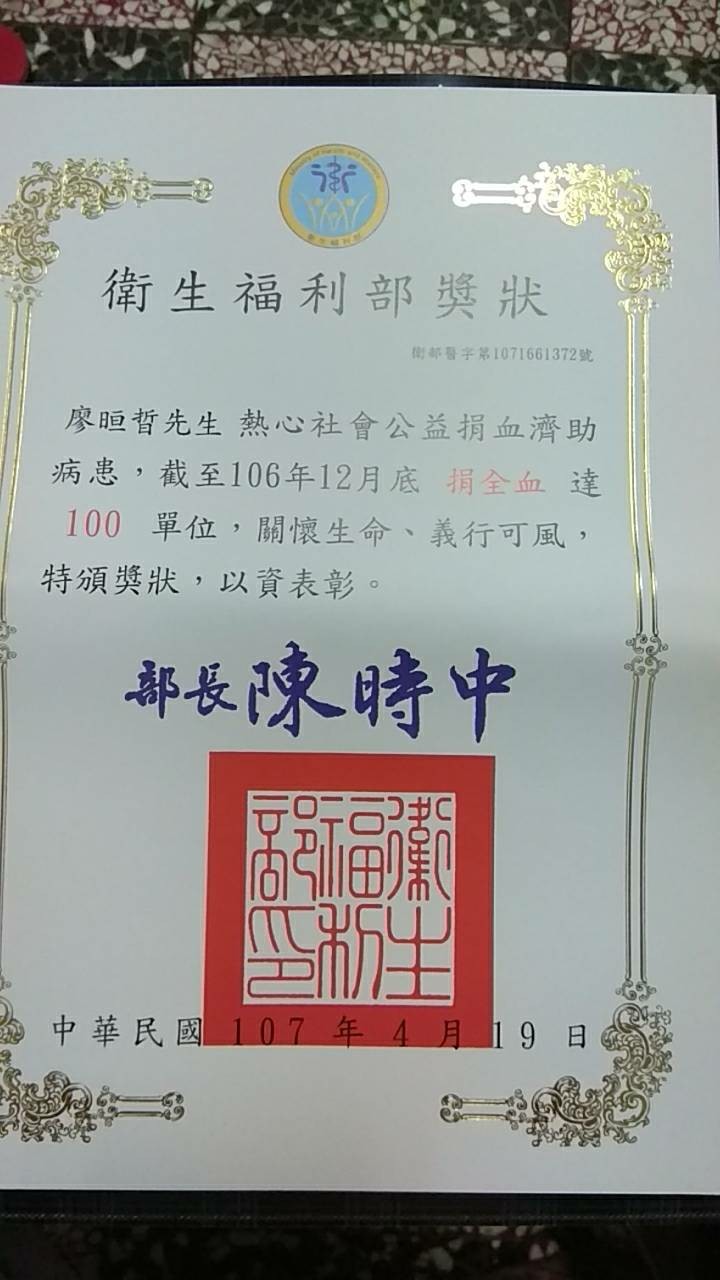 衛生福利部獎狀
衛部醫字第1071661372號
廖晅哲先生 熱心社會公益捐血濟助
病患，截至106年12月底 捐全血 達
100 單位，關懷生命、義行可風，
特頒獎狀，以資表彰。
部長陳時中
衛生福利部印
中華民國 107 年 4 月 19 日